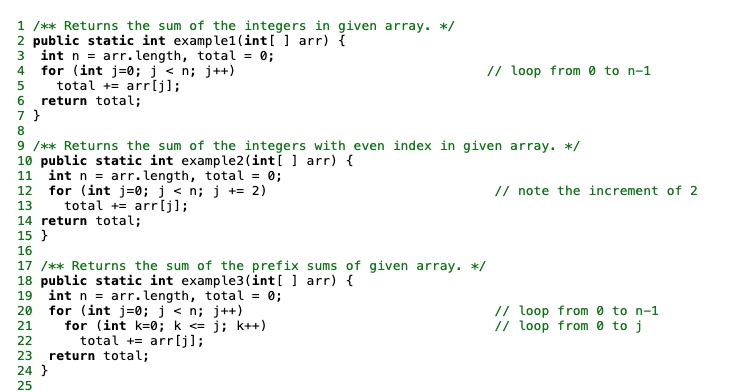 1 /** Returns the sum of the integers in given array. */
2 public static int example1(int[ ] arr) {
3 int n = arr.length, total = 0;
4 for (int j=0; j < n; j++) // loop from 0 to n-1
5 total += arr[j];
6 return total;
7 }
8
9 /** Returns the sum of the integers with even index in given array. */
10 public static int example2(int[ ] arr) {
11 int n = arr.length, total = 0;
12 for (int j=0; j < n; j += 2) // note the increment of 2
13 total += arr[j];
14 return total;
15 }
16
17 /** Returns the sum of the prefix sums of given array. */
18 public static int example3(int[ ] arr) {
19 int n = arr.length, total = 0;
20 for (int j=0; j < n; j++) // loop from 0 to n-1
21 for (int k=0; k <= j; k++) // loop from 0 to j
22 total += arr[j];
23 return total;
24 }
25